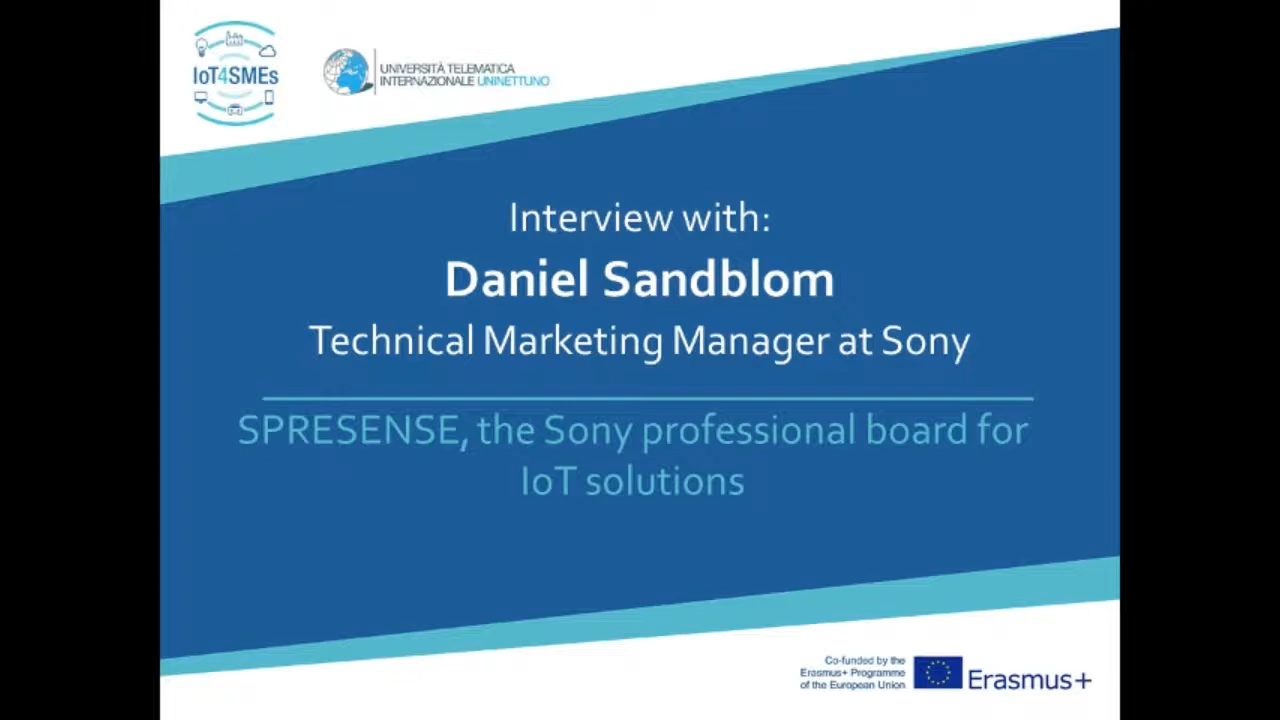 IoT4SMEs
UNIVERSITÀ TELEMATICA
INTERNAZIONALE UNINETTUNO
Interview with:
Daniel Sandblom
Technical Marketing Manager at Sony
SPRESENSE, the Sony professional board for
IoT solutions
Co-funded by the
Erasmus+ Programme
of the European Union
Erasmus+